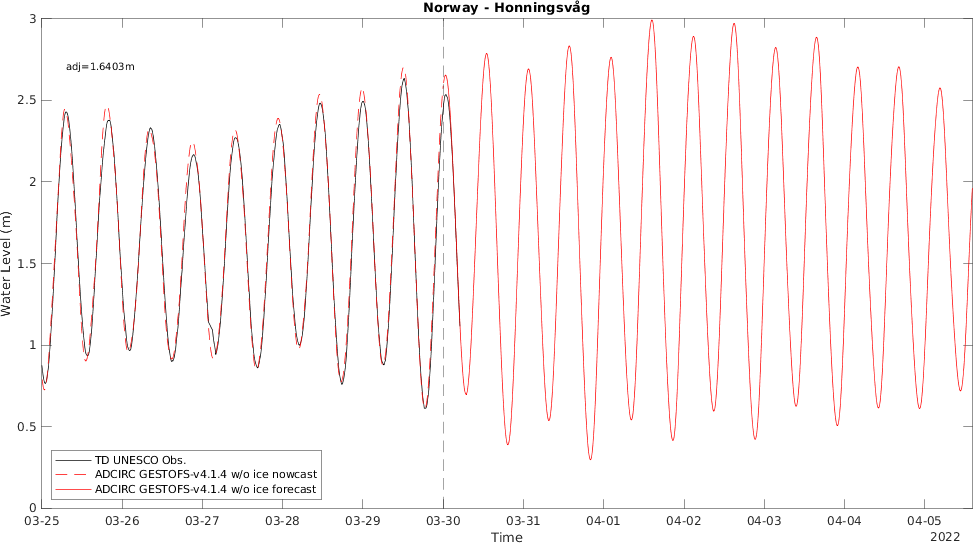 Norway - Honningsvåg
adj=1.6403m
3
2.5
2
1.5
1
0.5
0
Water Level (m)
TD UNESCO Obs.
ADCIRC GESTOFS-v4.1.4 w/o ice nowcast
ADCIRC GESTOFS-v4.1.4 w/o ice forecast
03-25 03-26 03-27 03-28 03-29 03-30 03-31 04-01 04-02 04-03 04-04 04-05
Time
2022